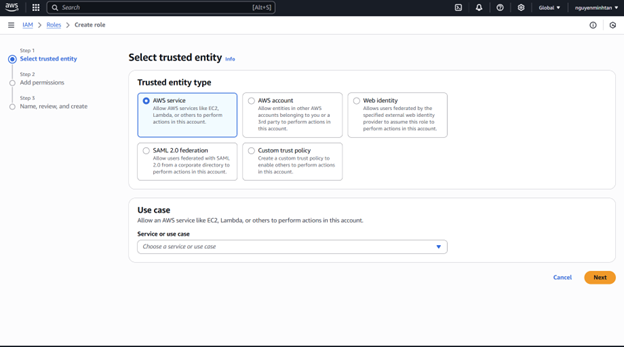 aws
Search
[Alt+S]
Global
nguyenminhtan
IAM
Roles
Create role
Step 1
Select trusted entity
Step 2
Add permissions
Step 3
Name, review, and create
Select trusted entity Info
Trusted entity type
AWS service
Allow AWS services like EC2,
Lambda, or others to perform
actions in this account.
AWS account
Allow entities in other AWS
accounts belonging to you or a
3rd party to perform actions in
this account.
Web identity
Allows users federated by the
specified external web identity
provider to assume this role to
perform actions in this account.
SAML 2.0 federation
Allow users federated with SAML
2.0 from a corporate directory to
perform actions in this account.
Custom trust policy
Create a custom trust policy to
enable others to perform actions
in this account.
Use case
Allow an AWS service like EC2, Lambda, or others to perform actions in this account.
Service or use case
Choose a service or use case
Cancel
Next